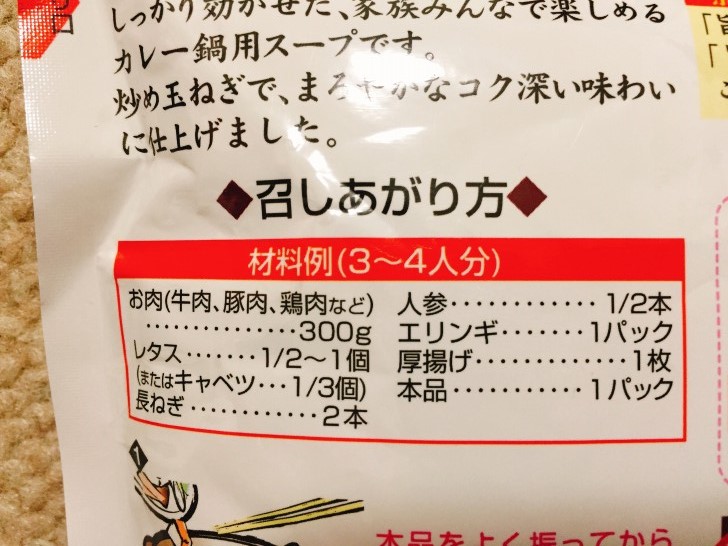 しっかり効かせた、家族みんなで楽しめる
カレー鍋用スープです。
炒め玉ねぎで、まろやかなコク深い味わい
に仕上げました。
◆召しあがり方◆
材料例(3〜4人分)
お肉(牛肉、豚肉、鶏肉など)
···············300g
レタス·······1/2〜1個
(またはキャベツ···1/3個)
長ねぎ············2本
人参············1/2本
エリンギ·······1パック
厚揚げ·············1枚
本品···········1パック
1
本品をよく振ってから